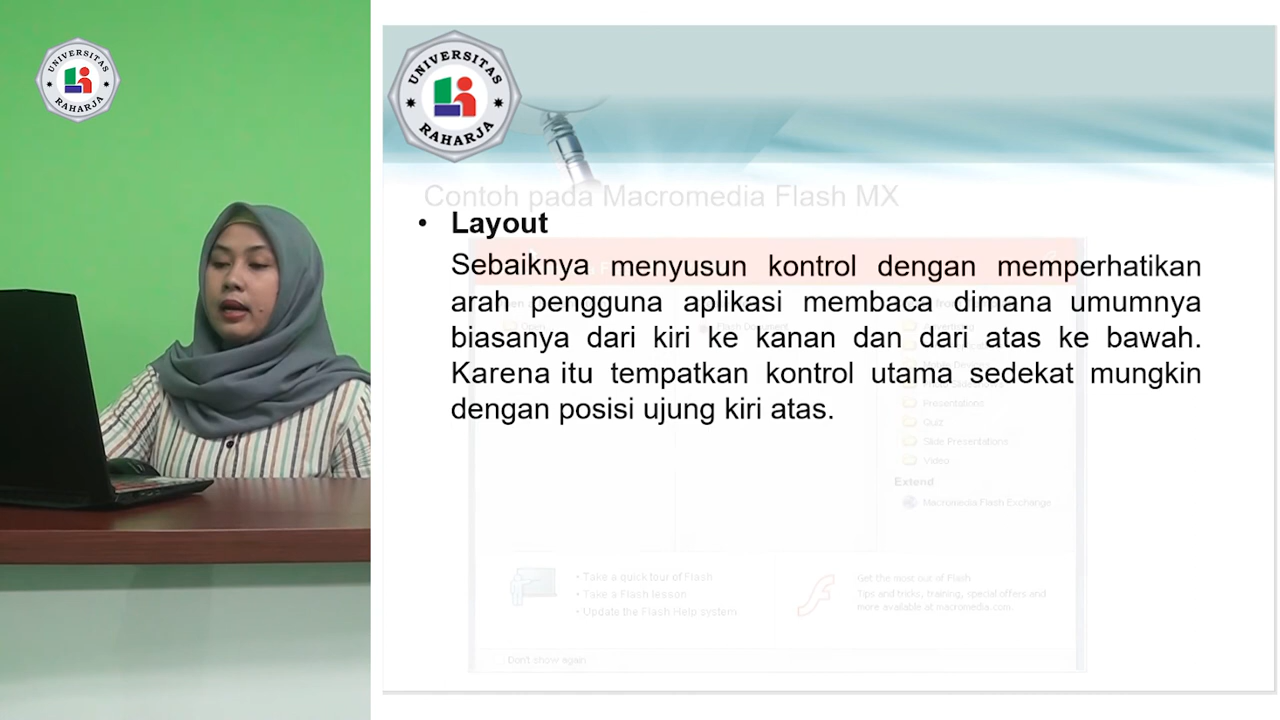 UNIVERSITAS
RAHARJA
UNIVERSITAS
RAHARJA
Contoh pada Macromedia Flash MX
• Layout
Sebaiknya menyusun kontrol dengan memperhatikan
arah pengguna aplikasi membaca dimana umumnya
biasanya dari kiri ke kanan dan dari atas ke bawah.
Karena itu tempatkan kontrol utama sedekat mungkin
dengan posisi ujung kiri atas.
Open
Flash Document
Presentations
Quiz
Slide Presentations
Video
Extend
Macromedia Flash Exchange
• Take a quick tour of Flash
• Take a Flash lesson
• Update the Flash Help system
Get the most our of Flash
Tips and tricks, training, special offers and
more available at macromedia.com.
Don't show again